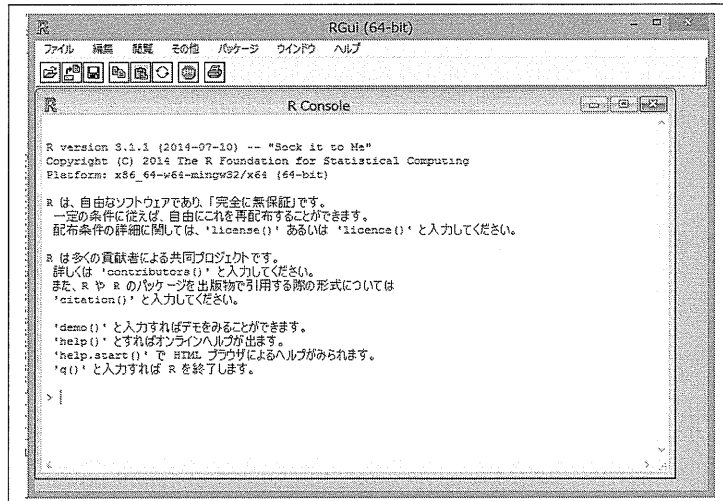 RGui (64-bit)
ファイル 編集 閲覧 その他 パッケージ ウインドウ ヘルプ
R Console
R version 3.1.1 (2014-07-10) -- "Sock it to Me"
Copyright (C) 2014 The R Foundation for Statistical Computing
Platform: x86_64-w64-mingw32/x64 (64-bit)
R は、自由なソフトウェアであり、「完全に無保証」です。
一定の条件に従えば、自由にこれを再配布することができます。
配布条件の詳細に関しては、'license()' あるいは 'licence()' と入力してください。
R は多くの貢献者による共同プロジェクトです。
詳しくは 'contributors()' と入力してください。
また、R や R のパッケージを出版物で引用する際の形式については
'citation()' と入力してください。
'demo()' と入力すればデモをみることができます。
'help()' とすればオンラインヘルプが出ます。
'help.start()' で HTML ブラウザによるヘルプがみられます。
'q()' と入力すれば R を終了します。
>